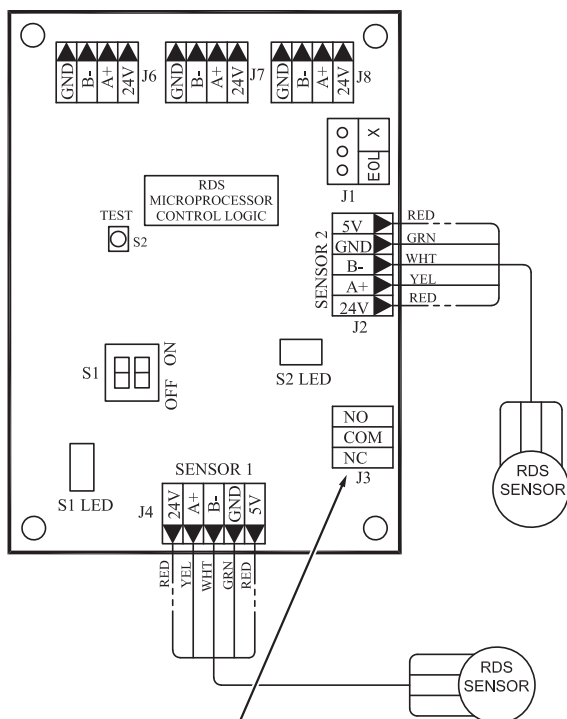 GND
B-
A+
24V
J6
GND
B-
A+
24V
J7
GND
B-
A+
24V
J8
X
EOL
J1
RDS
MICROPROCESSOR
CONTROL LOGIC
TEST
S2
SENSOR 2
5V
GND
B-
A+
24V
J2
RED
GRN
WHT
YEL
RED
S1
ON
OFF
S2 LED
S1 LED
NO
COM
NC
J3
SENSOR 1
J4
24V
A+
B-
GND
5V
RED
YEL
WHT
GRN
RED
RDS
SENSOR
RDS
SENSOR